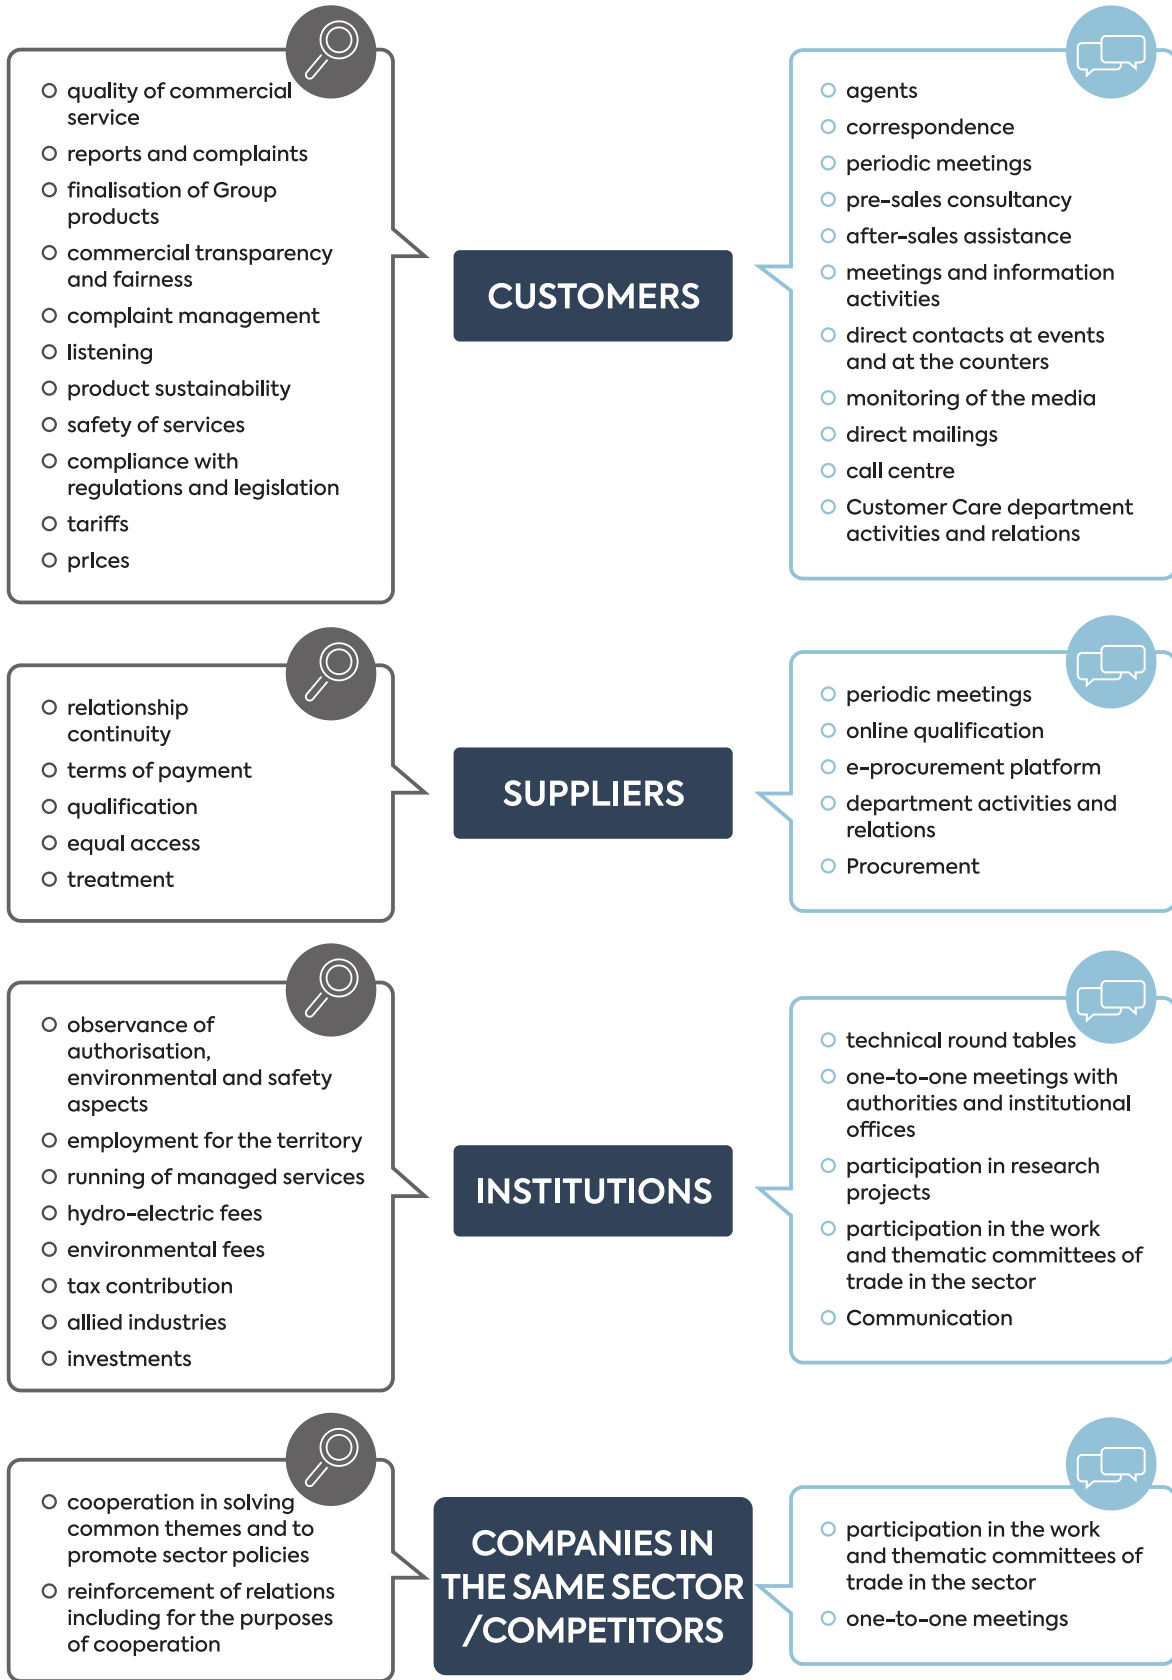 quality of commercial
service
reports and complaints
finalisation of Group
products
commercial transparency
and fairness
complaint management
listening
product sustainability
safety of services
compliance with
regulations and legislation
tariffs
prIces
CUSTOMERS
agents
correspondence
periodic meetings
pre-sales consultancy
after-sales assistance
meetings and information
activities
direct contacts at events
and at the counters
monitoring of the media
direct mailings
call centre
Customer Care department
activities and relations
relationship
continuity
terms of payment
qualification
equal access
treatment
SUPPLIERS
periodic meetings
online qualification
e-procurement platform
department activities and
relations
Procurement
observance of
authorisation,
environmental and safety
aspects
employment for the territory
running of managed services
hydro-electric fees
environmental fees
tax contribution
allied industries
investments
INSTITUTIONS
technical round tables
one-to-one meetings with
authorities and institutional
offices
participation in research
projects
participation in the work
and thematic committees of
trade in the sector
Communication
cooperation in solving
common themes and to
promote sector policies
reinforcement of relations
including for the purposes
of cooperation
COMPANIES IN
THE SAME SECTOR
/COMPETITORS
participation in the work
and thematic committees of
trade in the sector
one-to-one meetings